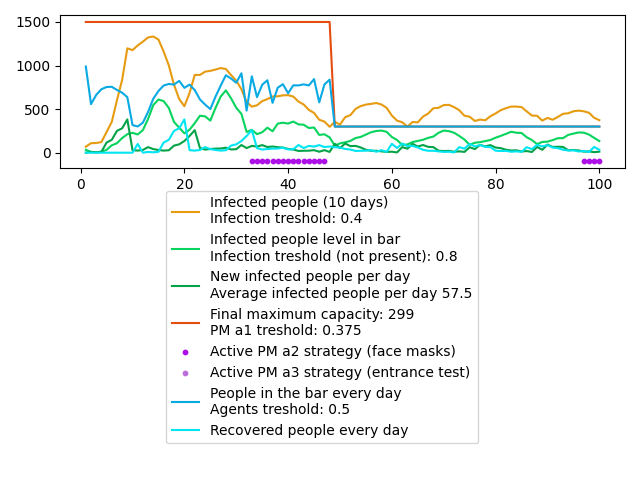 1500
1000
500
0
0
20
40
60
80
100
Infected people (10 days)
Infection treshold: 0.4
Infected people level in bar
Infection treshold (not present): 0.8
New infected people per day
Average infected people per day 57.5
Final maximum capacity: 299
PM a1 treshold: 0.375
Active PM a2 strategy (face masks)
Active PM a3 strategy (entrance test)
People in the bar every day
Agents treshold: 0.5
Recovered people every day